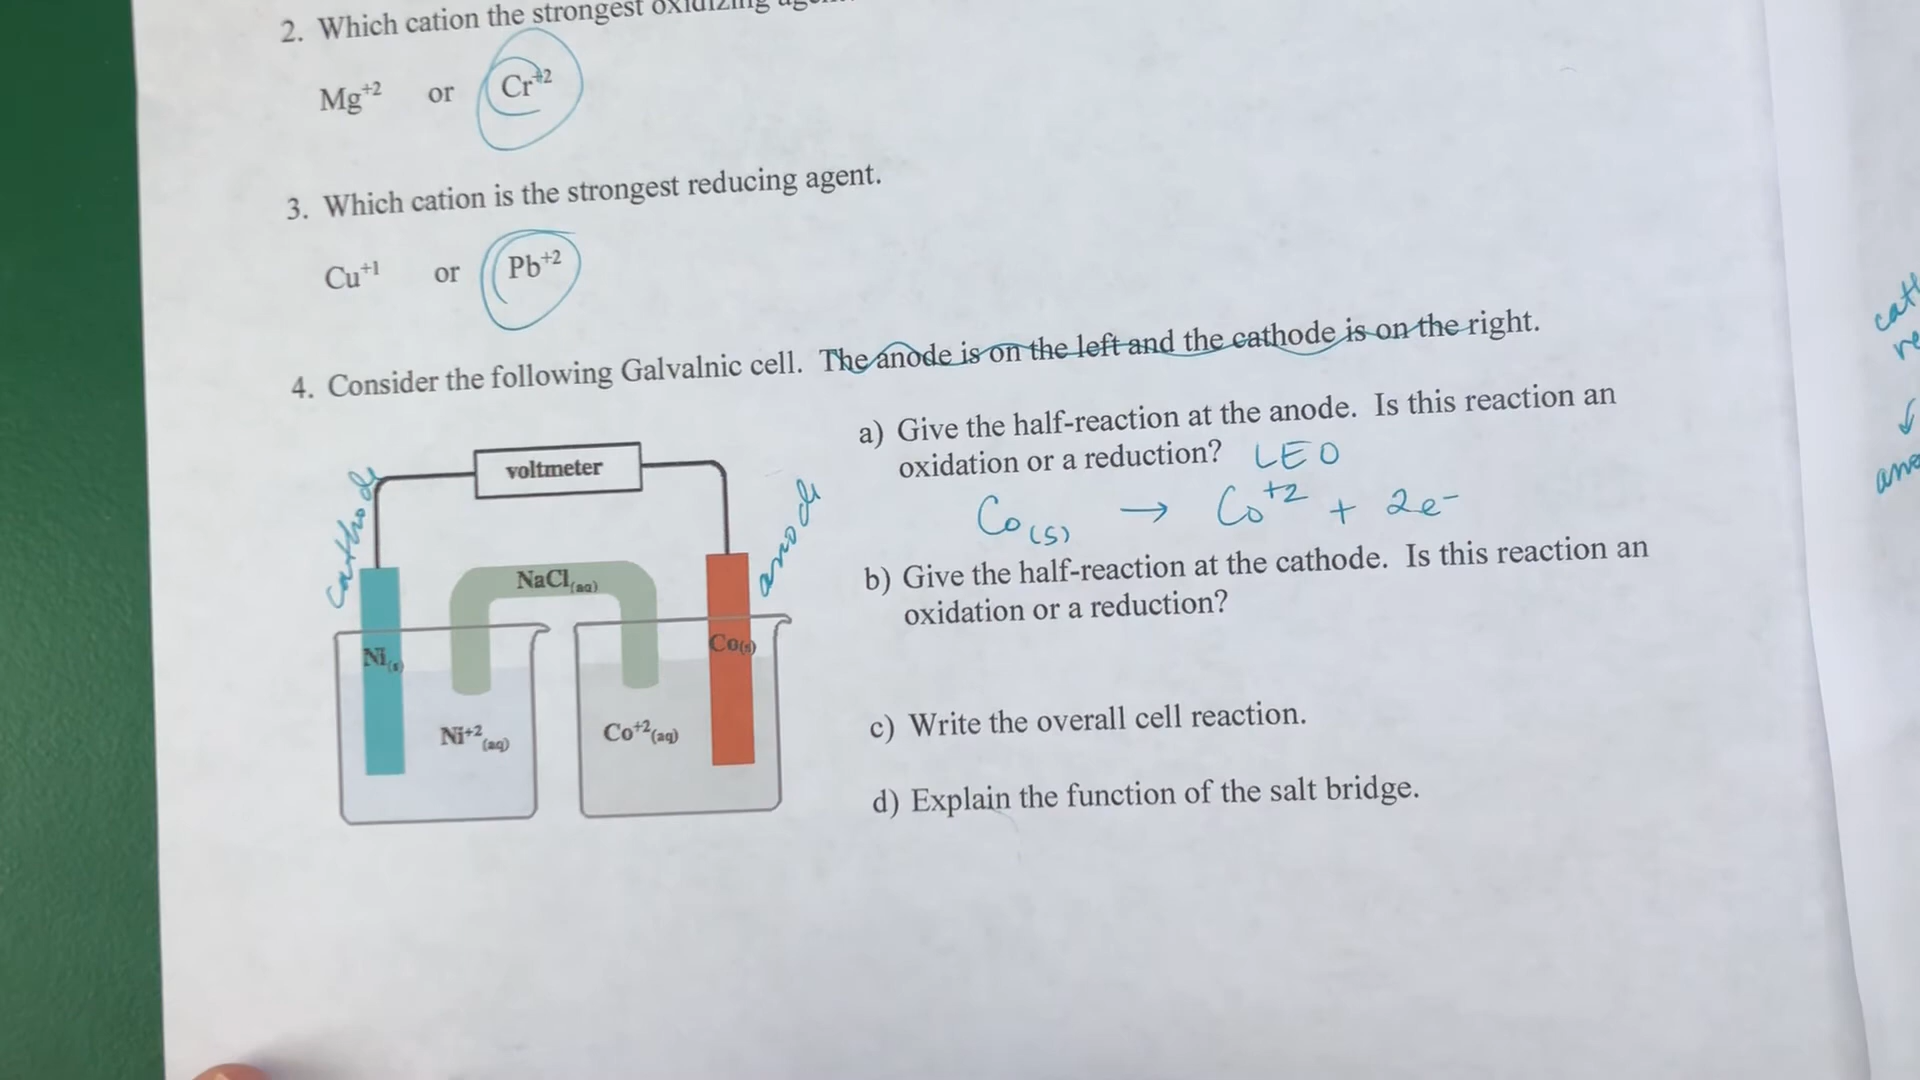 2. Which cation the strongest oxidizing
Mg+2 or Cr+2
3. Which cation is the strongest reducing agent.
Cu+1 or Pb+2
4. Consider the following Galvalnic cell. The anode is on the left and the cathode is on the right.
a) Give the half-reaction at the anode. Is this reaction an
oxidation or a reduction? LEO
Co(s) → Co+2 + 2e-
b) Give the half-reaction at the cathode. Is this reaction an
oxidation or a reduction?
c) Write the overall cell reaction.
d) Explain the function of the salt bridge.
voltmeter
cathode
anode
NaCl(aq)
Ni(s)
Co(s)
Ni+2(aq)
Co+2(aq)